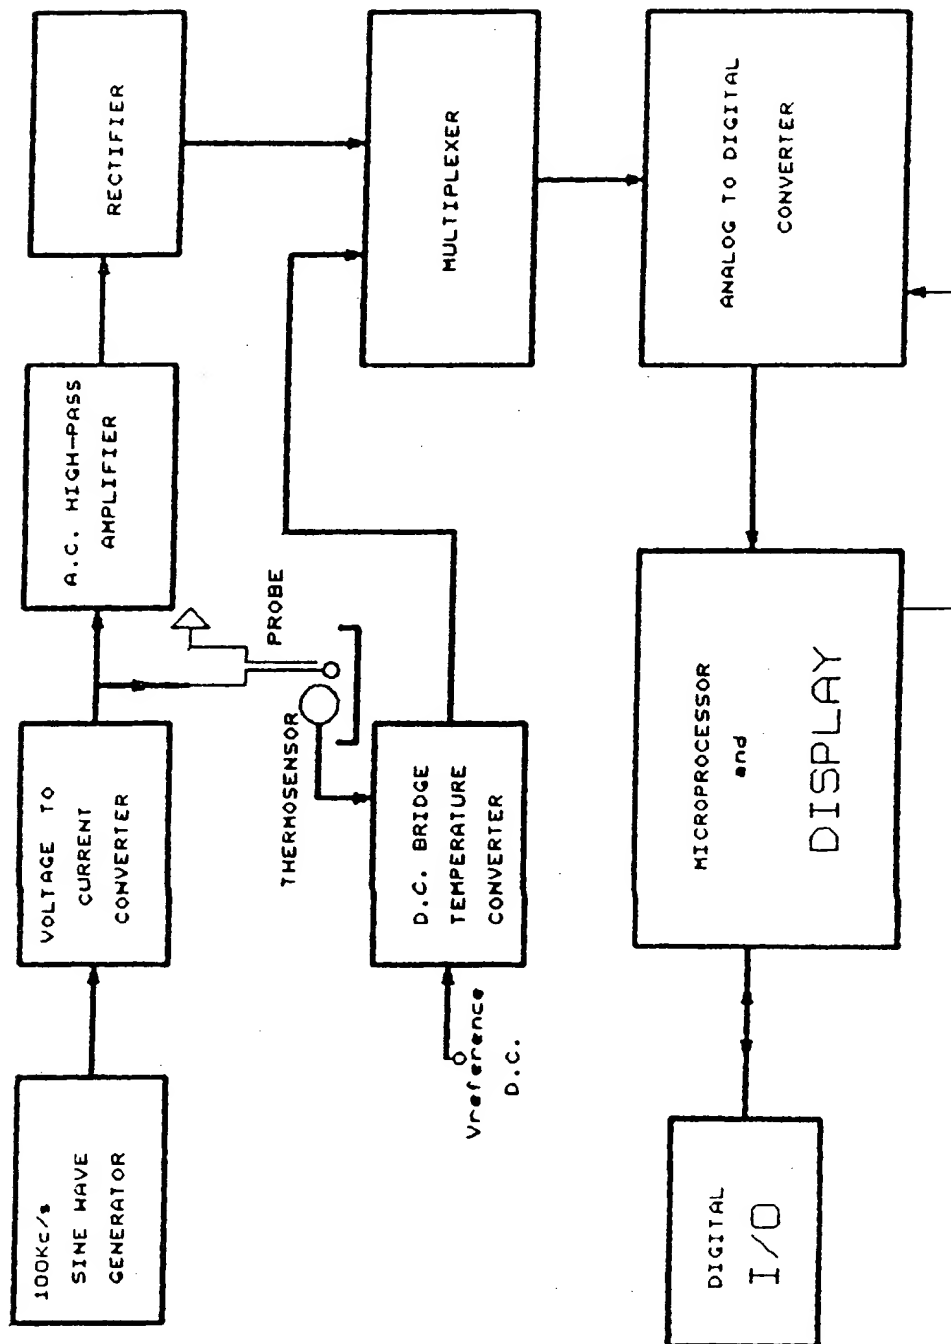 100Kc/s
SINE WAVE
GENERATOR
VOLTAGE TO
CURRENT
CONVERTER
A.C. HIGH-PASS
AMPLIFIER
RECTIFIER
THERMOSENSOR
PROBE
Vreference
D.C.
D.C. BRIDGE
TEMPERATURE
CONVERTER
MULTIPLEXER
DIGITAL
I/O
MICROPROCESSOR
and
DISPLAY
ANALOG TO DIGITAL
CONVERTER